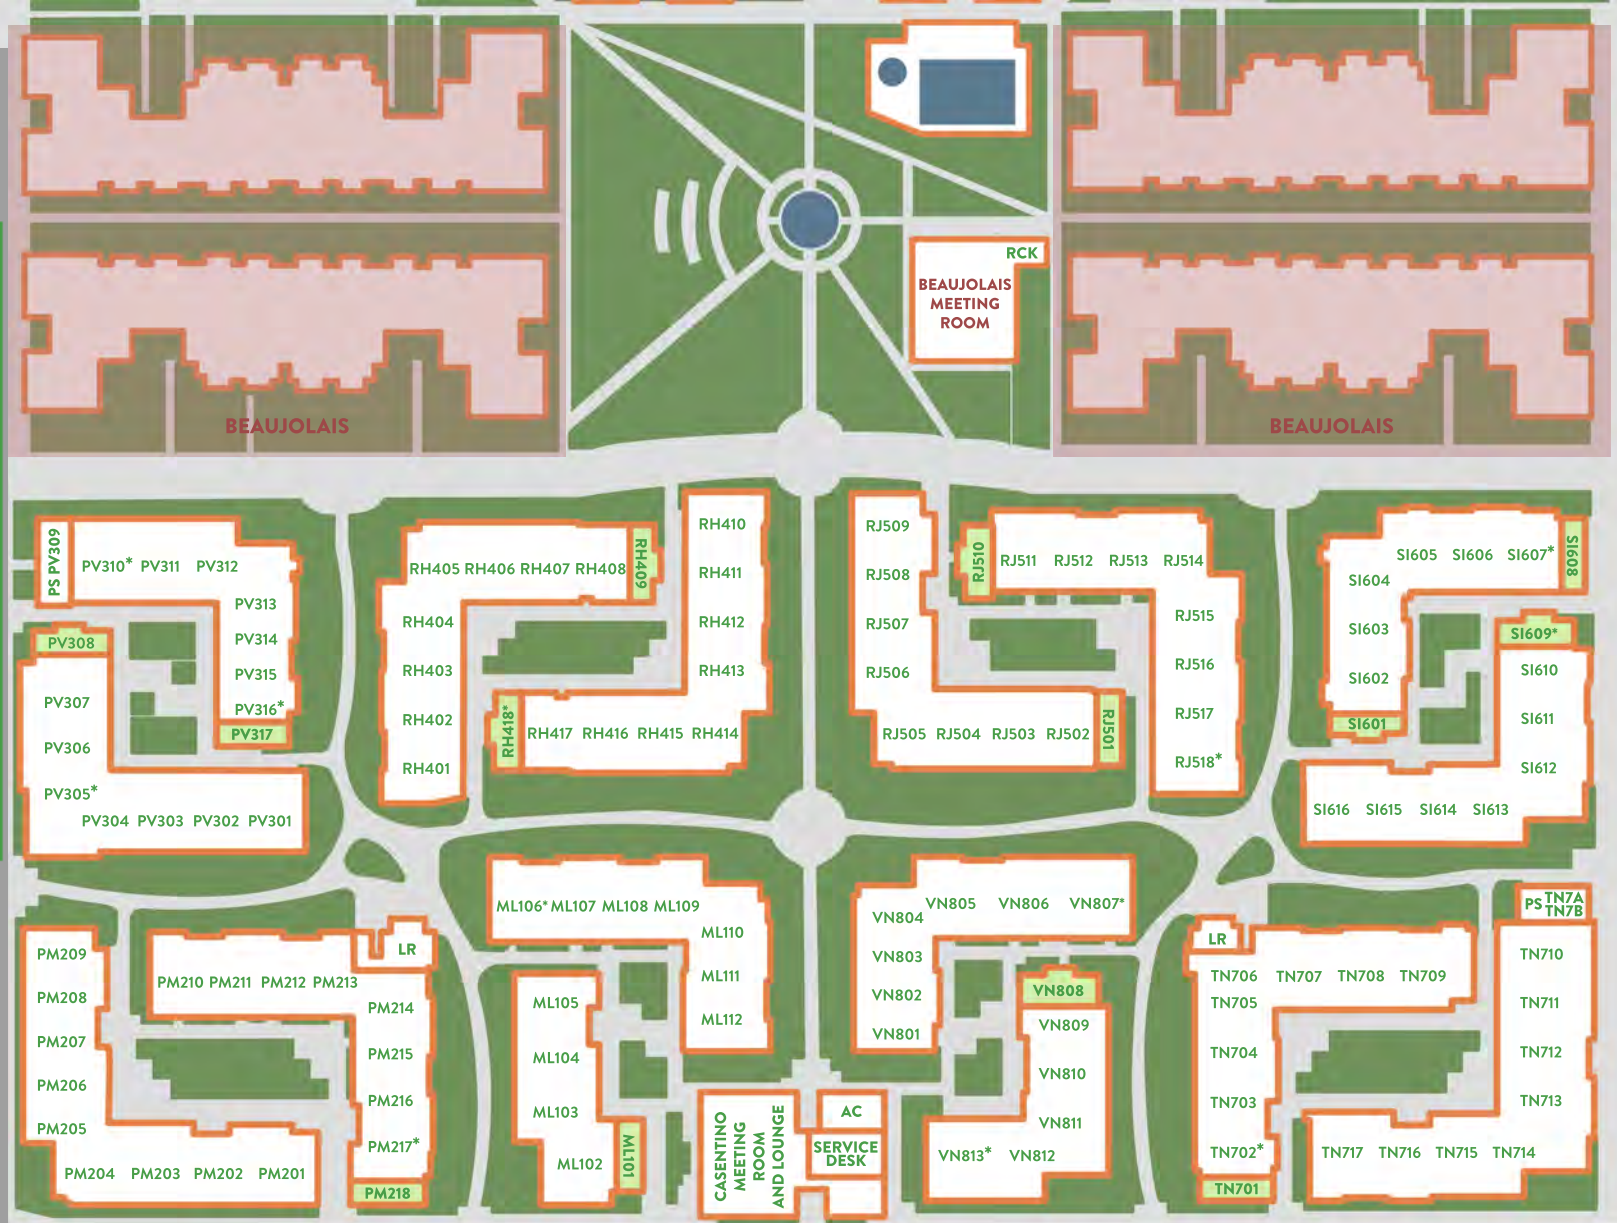 RCK
BEAUJOLAIS
MEETING
ROOM
BEAUJOLAIS
BEAUJOLAIS
PS PV309
PV310* PV311 PV312
PV313
PV314
PV315
PV316*
PV317
PV308
PV307
PV306
PV305*
PV304 PV303 PV302 PV301
RH405 RH406 RH407 RH408
RH409
RH404
RH403
RH402
RH401
RH410
RH411
RH412
RH413
RH418*
RH417 RH416 RH415 RH414
RJ509
RJ508
RJ507
RJ506
RJ505 RJ504 RJ503 RJ502
RJ501
RJ510
RJ511 RJ512 RJ513 RJ514
RJ515
RJ516
RJ517
RJ518*
SI605 SI606 SI607*
SI608
SI604
SI603
SI602
SI601
SI609*
SI610
SI611
SI612
SI616 SI615 SI614 SI613
PM209
PM208
PM207
PM206
PM205
PM204 PM203 PM202 PM201
LR
PM210 PM211 PM212 PM213
PM214
PM215
PM216
PM217*
PM218
ML106* ML107 ML108 ML109
ML110
ML111
ML112
ML105
ML104
ML103
ML102
ML101
CASENTINO
MEETING
ROOM
AND LOUNGE
AC
SERVICE
DESK
VN805 VN806 VN807*
VN804
VN803
VN802
VN801
VN808
VN809
VN810
VN811
VN813* VN812
LR
TN706 TN707 TN708 TN709
TN705
TN704
TN703
TN702*
TN701
PS TN7A
TN7B
TN710
TN711
TN712
TN713
TN717 TN716 TN715 TN714